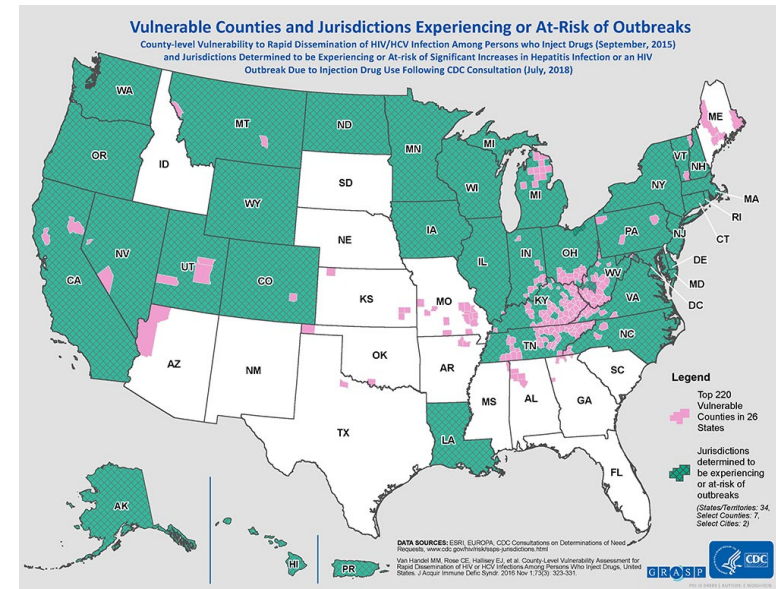 Vulnerable Counties and Jurisdictions Experiencing or At-Risk of Outbreaks
County-level Vulnerability to Rapid Dissemination of HIV/HCV Infection Among Persons who Inject Drugs (September, 2015)
and Jurisdictions Determined to be Experiencing or At-risk of Significant Increases in Hepatitis Infection or an HIV
Outbreak Due to Injection Drug Use Following CDC Consultation (July, 2018)
WA
MT
ND
MN
MI
ME
VT
NH
OR
ID
SD
WI
MI
NY
MA
RI
CT
WY
IA
PA
NJ
NE
NV
UT
CO
IL
IN
OH
DE
MD
DC
CA
KS
MO
WV
KY
VA
NC
TN
AZ
NM
OK
AR
SC
MS
AL
GA
TX
LA
FL
AK
HI
PR
Legend
Top 220
Vulnerable
Counties in 26
States
Jurisdictions
determined to
be experiencing
or at-risk of
outbreaks
(States/Territories: 34,
Select Counties: 7,
Select Cities: 2)
DATA SOURCES: ESRI, EUROPA, CDC Consultations on Determinations of Need
Requests, www.cdc.gov/hiv/risk/ssps-jurisdictions.html
Van Handel MM, Rose CE, Hallisey EJ, et al. County-Level Vulnerability Assessment for
Rapid Dissemination of HIV or HCV Infections Among Persons Who Inject Drugs, United
States. J Acquir Immune Defic Syndr. 2016 Nov 1,73(3): 323-331.
GRASP
CDC